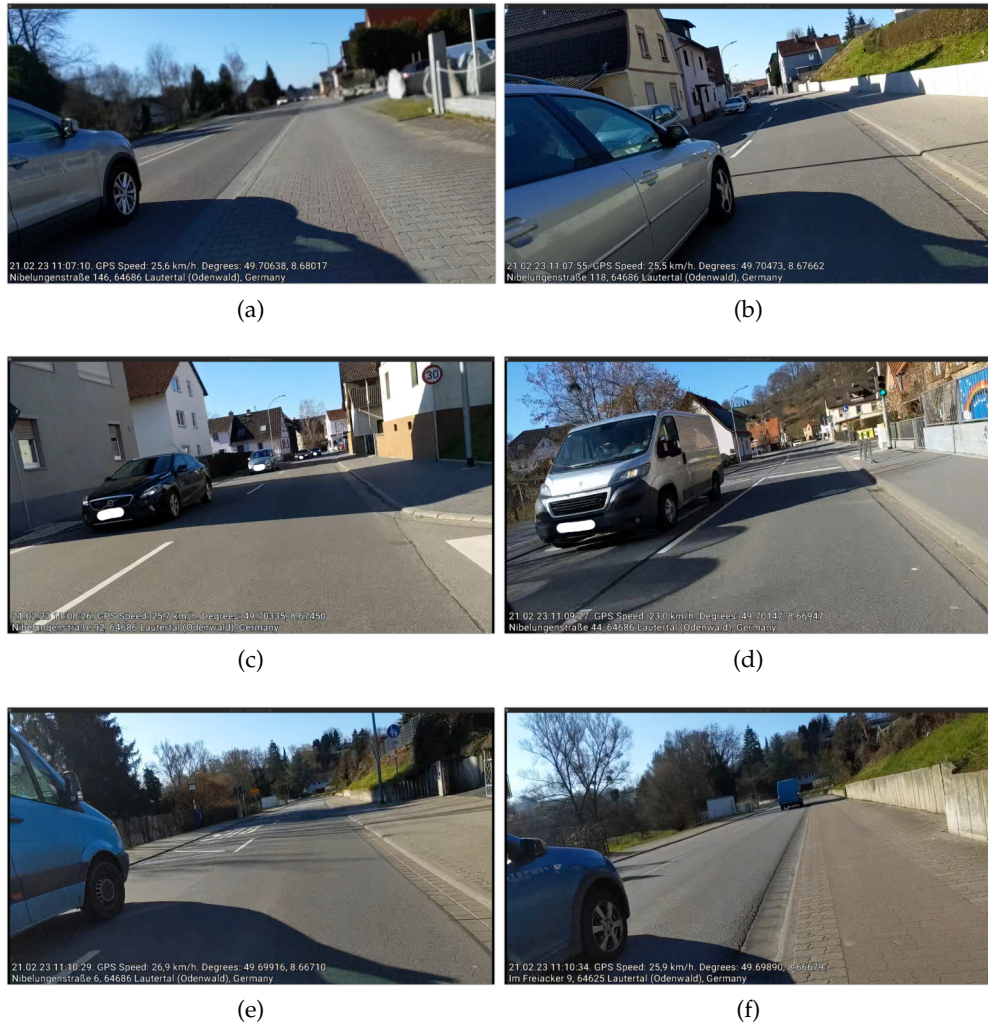 21.02.23 11:07:10. GPS Speed: 25,6 km/h. Degrees: 49.70638, 8.68017
Nibelungenstraße 146, 64686 Lautertal (Odenwald), Germany
(a)
21.02.23 11:07:55. GPS Speed: 25,5 km/h. Degrees: 49.70473, 8.67662
Nibelungenstraße 118, 64686 Lautertal (Odenwald), Germany
(b)
30
21.02.23 11:08:26. GPS Speed: 25,7 km/h. Degrees: 49.70335, 8.67450
Nibelungenstraße 92, 64686 Lautertal (Odenwald), Germany
(c)
21.02.23 11:09:27. GPS Speed: 23,0 km/h. Degrees: 49.70147, 8.66947
Nibelungenstraße 44, 64686 Lautertal (Odenwald), Germany
(d)
21.02.23 11:10:29. GPS Speed: 26,9 km/h. Degrees: 49.69916, 8.66710
Nibelungenstraße 6, 64686 Lautertal (Odenwald), Germany
(e)
21.02.23 11:10:34. GPS Speed: 25,9 km/h. Degrees: 49.69890, 8.66679
Im Freiacker 9, 64625 Lautertal (Odenwald), Germany
(f)